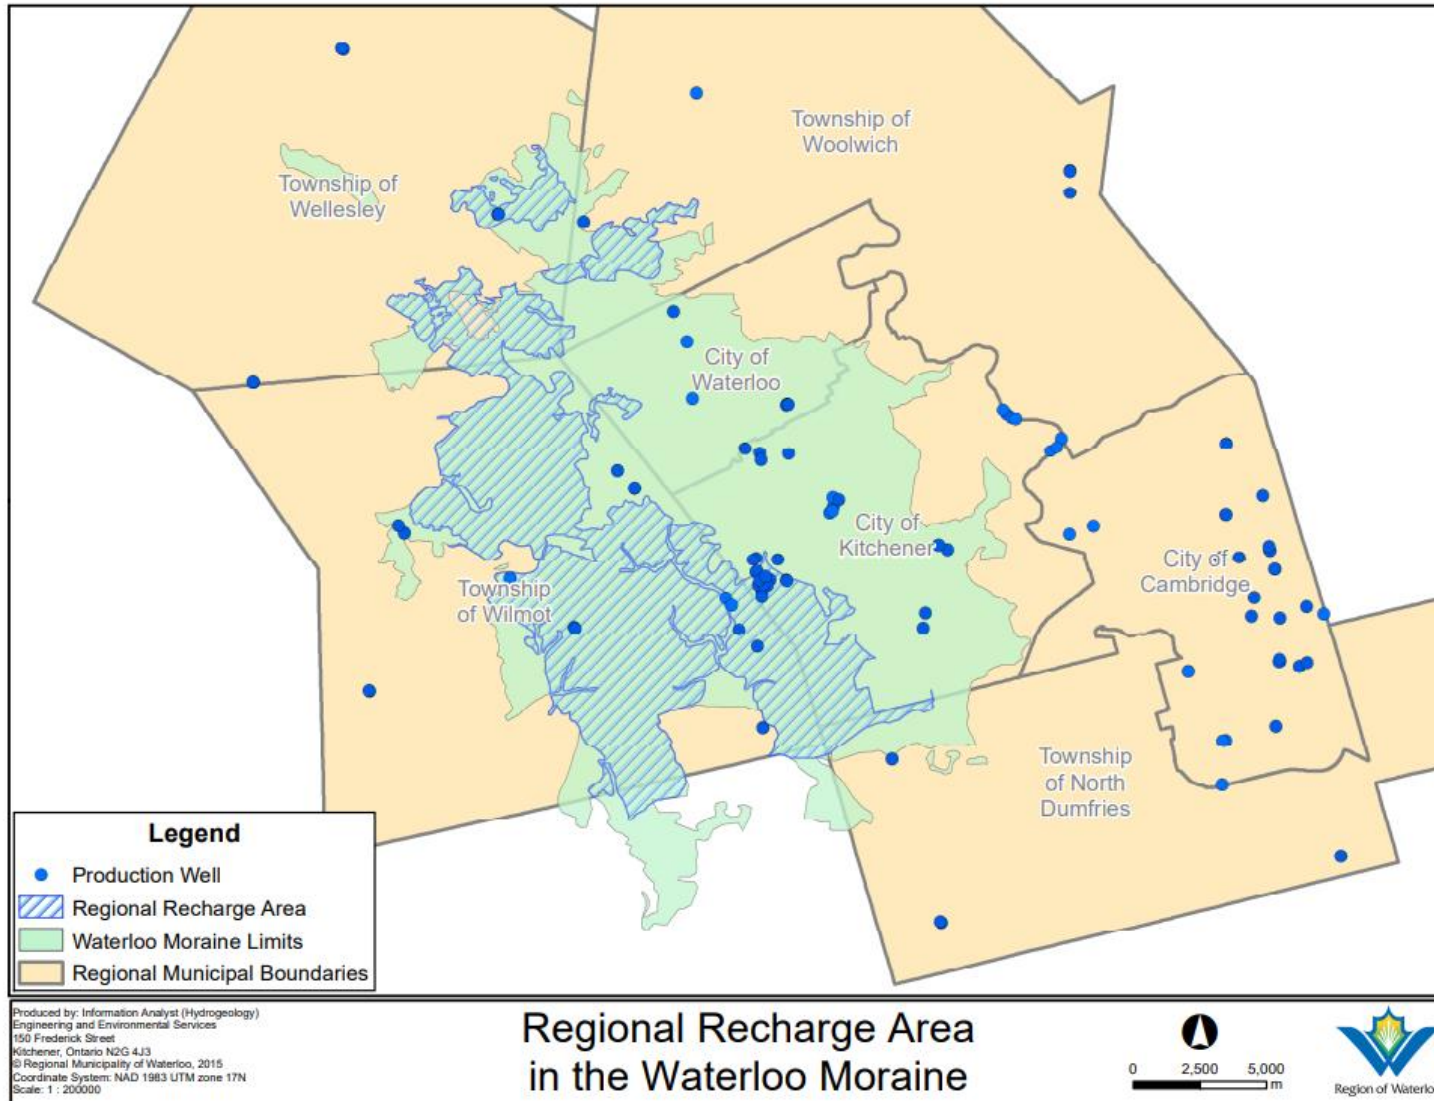 Township of
Woolwich
Township of
Wellesley
City of
Waterloo
City of
Kitchener
City of
Cambridge
Township
of Wilmot
Township
of North
Dumfries
Legend
Production Well
Regional Recharge Area
Waterloo Moraine Limits
Regional Municipal Boundaries
Produced by: Information Analyst (Hydrogeology)
Engineering and Environmental Services
150 Frederick Street
Kitchener, Ontario N2G 4J3
© Regional Municipality of Waterloo, 2015
Coordinate System: NAD 1983 UTM zone 17N
Scale: 1 : 200000
Regional Recharge Area
in the Waterloo Moraine
0 2,500 5,000
m
Region of Waterlo